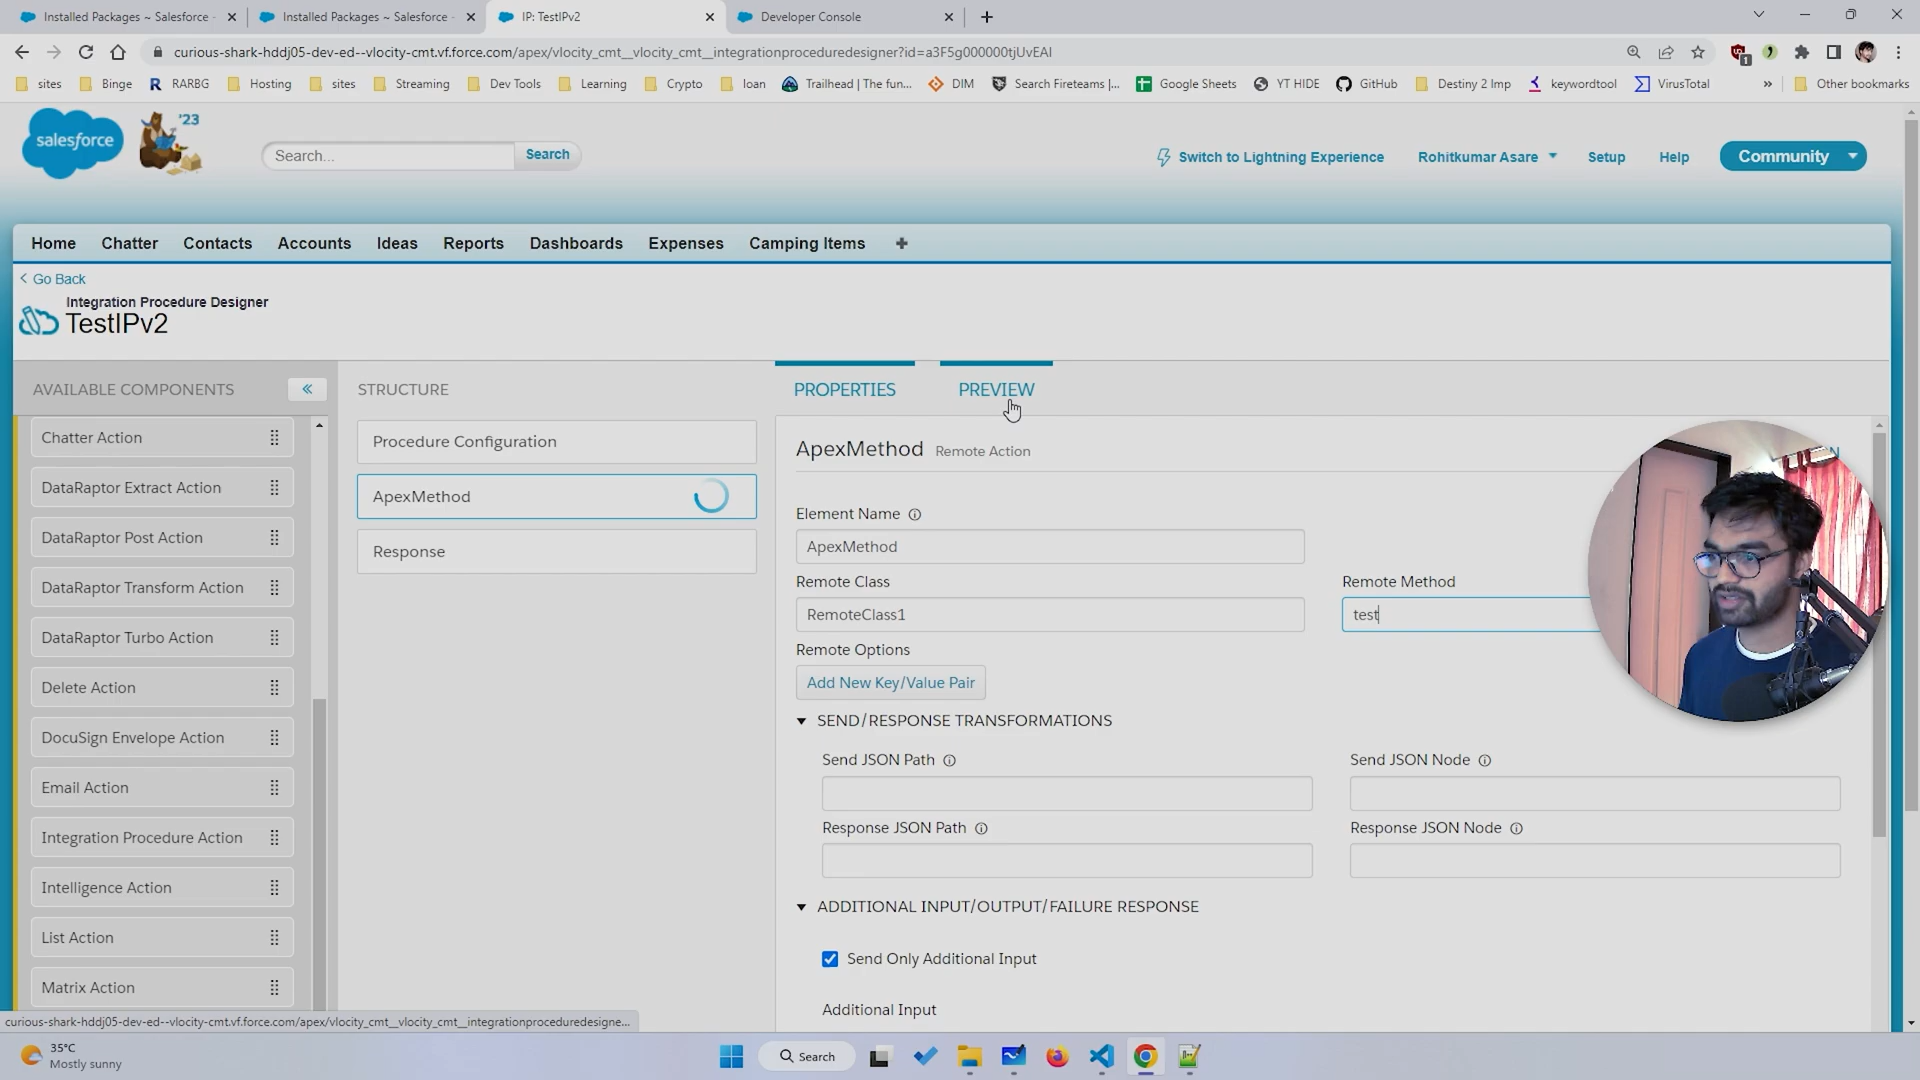 Installed Packages ~ Salesforce -
Installed Packages ~ Salesforce -
IP: TestIPv2
Developer Console
curious-shark-hddj05-dev-ed--vlocity-cmt.vf.force.com/apex/vlocity_cmt__vlocity_cmt__integrationproceduredesigner?id=a3F5g000000tjUvEAI
1
sites
Binge
R RARBG
Hosting
sites
Streaming
Dev Tools
Learning
Crypto
loan
Trailhead | The fun...
DIM
Search Fireteams |...
Google Sheets
YT HIDE
GitHub
Destiny 2 Imp
keywordtool
VirusTotal
»
Other bookmarks
salesforce
'23
Search...
Search
Switch to Lightning Experience
Rohitkumar Asare
Setup
Help
Community
Home
Chatter
Contacts
Accounts
Ideas
Reports
Dashboards
Expenses
Camping Items
+
< Go Back
Integration Procedure Designer
TestIPv2
AVAILABLE COMPONENTS
«
STRUCTURE
PROPERTIES
PREVIEW
Chatter Action
DataRaptor Extract Action
DataRaptor Post Action
DataRaptor Transform Action
DataRaptor Turbo Action
Delete Action
DocuSign Envelope Action
Email Action
Integration Procedure Action
Intelligence Action
List Action
Matrix Action
Procedure Configuration
ApexMethod
Response
ApexMethod Remote Action
Element Name
ApexMethod
Remote Class
Remote Method
RemoteClass1
test
Remote Options
Add New Key/Value Pair
SEND/RESPONSE TRANSFORMATIONS
Send JSON Path
Send JSON Node
Response JSON Path
Response JSON Node
ADDITIONAL INPUT/OUTPUT/FAILURE RESPONSE
Send Only Additional Input
Additional Input
curious-shark-hddj05-dev-ed--vlocity-cmt.vf.force.com/apex/vlocity_cmt__vlocity_cmt__integrationproceduredesigne...
35°C
Mostly sunny
Search